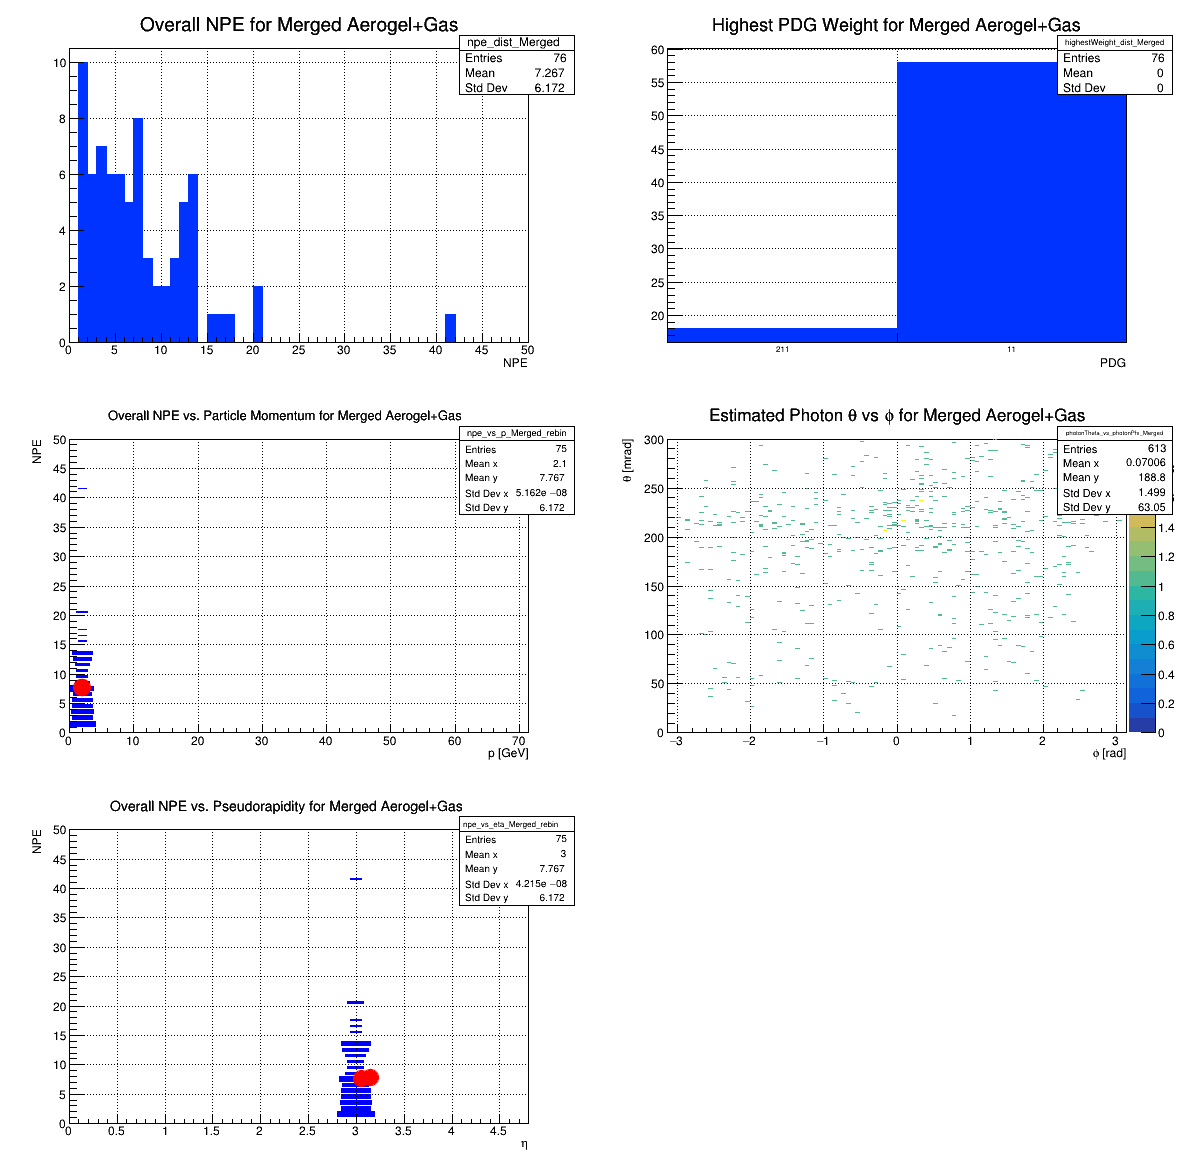 Overall NPE for Merged Aerogel+Gas
npe_dist_Merged
Entries 76
Mean 7.267
Std Dev 6.172
10
8
6
4
2
0
0 5 10 15 20 25 30 35 40 45 50
NPE
Highest PDG Weight for Merged Aerogel+Gas
highestWeight_dist_Merged
Entries 76
Mean 0
Std Dev 0
60
55
50
45
40
35
30
25
20
211 11
PDG
Overall NPE vs. Particle Momentum for Merged Aerogel+Gas
npe_vs_p_Merged_rebin
Entries 75
Mean x 2.1
Mean y 7.767
Std Dev x 5.162e −08
Std Dev y 6.172
NPE
50
45
40
35
30
25
20
15
10
5
0
0 10 20 30 40 50 60 70
p [GeV]
Estimated Photon θ vs ϕ for Merged Aerogel+Gas
photonTheta_vs_photonPhi_Merged
Entries 613
Mean x 0.07006
Mean y 188.8
Std Dev x 1.499
Std Dev y 63.05
θ [mrad]
300
250
200
150
100
50
0
−3 −2 −1 0 1 2 3
ϕ [rad]
1.4
1.2
1
0.8
0.6
0.4
0.2
0
Overall NPE vs. Pseudorapidity for Merged Aerogel+Gas
npe_vs_eta_Merged_rebin
Entries 75
Mean x 3
Mean y 7.767
Std Dev x 4.215e −08
Std Dev y 6.172
NPE
50
45
40
35
30
25
20
15
10
5
0
0 0.5 1 1.5 2 2.5 3 3.5 4 4.5
η